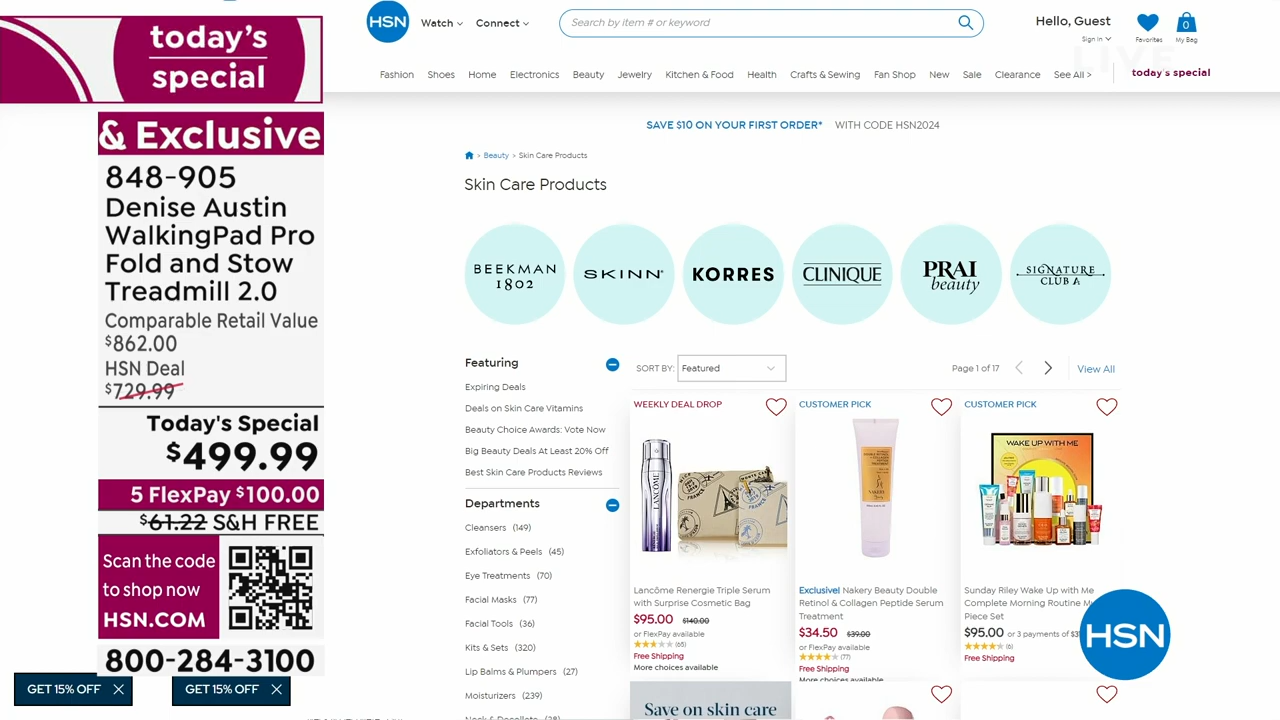 today's
special
& Exclusive
848-905
Denise Austin
WalkingPad Pro
Fold and Stow
Treadmill 2.0
Comparable Retail Value
$862.00
HSN Deal
$729.99
Today's Special
$499.99
5 FlexPay $100.00
$61.22 S&H FREE
Scan the code
to shop now
HSN.COM
800-284-3100
GET 15% OFF
GET 15% OFF
HSN
Watch
Connect
Search by item # or keyword
Hello, Guest
Sign In
Favorites
0
My Bag
LIVE
Fashion Shoes Home Electronics Beauty Jewelry Kitchen & Food Health Crafts & Sewing Fan Shop New Sale Clearance See All >
today's special
SAVE $10 ON YOUR FIRST ORDER* WITH CODE HSN2024
> Beauty > Skin Care Products
Skin Care Products
BEEKMAN
1802
SKINN
KORRES
CLINIQUE
PRAI
beauty
SIGNATURE
CLUB A
Featuring
Expiring Deals
Deals on Skin Care Vitamins
Beauty Choice Awards: Vote Now
Big Beauty Deals At Least 20% Off
Best Skin Care Products Reviews
Departments
Cleansers (149)
Exfoliators & Peels (45)
Eye Treatments (70)
Facial Masks (77)
Facial Tools (36)
Kits & Sets (320)
Lip Balms & Plumpers (27)
Moisturizers (239)
SORT BY: Featured
Page 1 of 17
View All
WEEKLY DEAL DROP
LANCÔME
Lancôme Renergie Triple Serum
with Surprise Cosmetic Bag
$95.00 $140.00
or FlexPay available
(65)
Free Shipping
More choices available
CUSTOMER PICK
NAKERY
Exclusive! Nakery Beauty Double
Retinol & Collagen Peptide Serum
Treatment
$34.50 $39.00
or FlexPay available
(77)
Free Shipping
More choices available
CUSTOMER PICK
WAKE UP WITH ME
Sunday Riley Wake Up with Me
Complete Morning Routine
Piece Set
$95.00 or 3 payments of
(6)
Free Shipping
HSN
Save on skin care